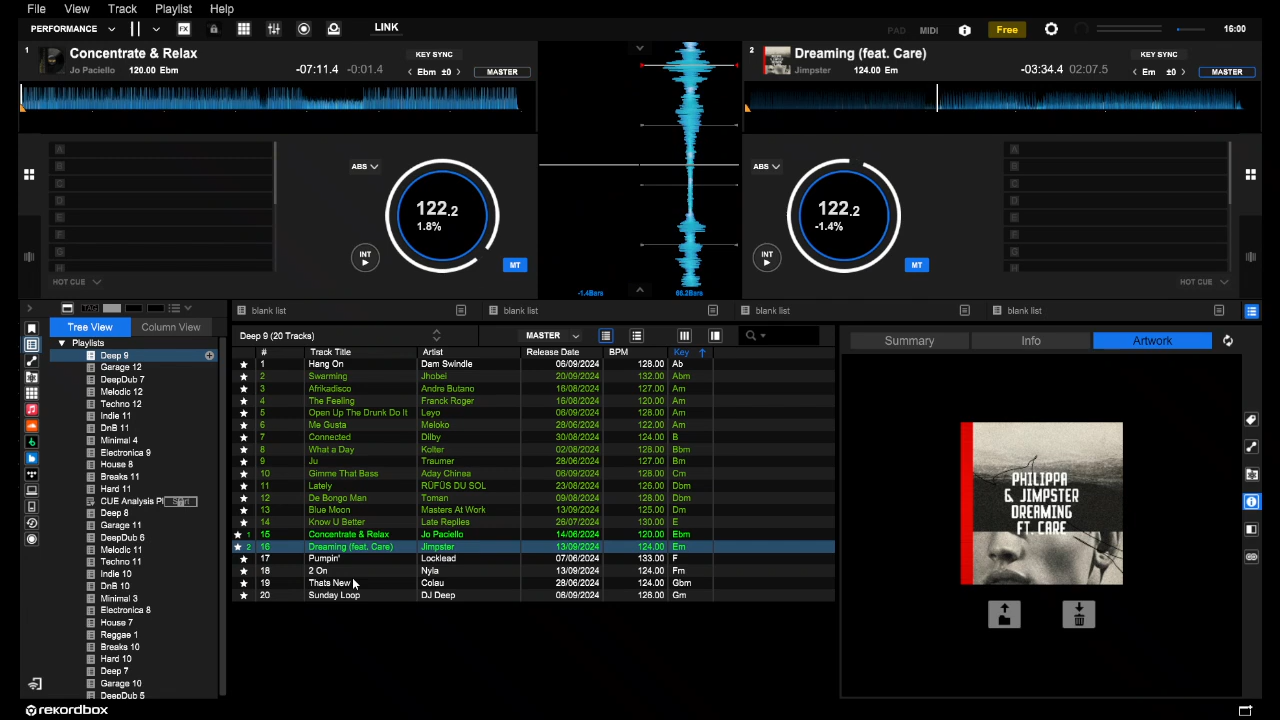 File View Track Playlist Help
PERFORMANCE FX LINK PAD MIDI Free 16:00
1 Concentrate & Relax
Jo Paciello 120.00 Ebm
-07:11.4 -0:01.4
KEY SYNC
Ebm ±0
MASTER
2 Dreaming (feat. Care)
Jimpster 124.00 Em
-03:34.4 02:07.5
KEY SYNC
Em ±0
MASTER
A
B
C
D
E
F
G
H
HOT CUE
ABS
122.2
1.8%
INT
MT
-1.4Bars 66.2Bars
ABS
122.2
-1.4%
INT
MT
A
B
C
D
E
F
G
H
HOT CUE
TAG
blank list blank list blank list blank list
Tree View Column View
Playlists
Deep 9
Garage 12
DeepDub 7
Melodic 12
Techno 12
Indie 11
DnB 11
Minimal 4
Electronica 9
House 8
Breaks 11
Hard 11
CUE Analysis Pl
Deep 8
Garage 11
DeepDub 6
Melodic 11
Techno 11
Indie 10
DnB 10
Minimal 3
Electronica 8
House 7
Reggae 1
Breaks 10
Hard 10
Deep 7
Garage 10
DeepDub 5
Deep 9 (20 Tracks) MASTER
# Track Title Artist Release Date BPM Key
1 Hang On Dam Swindle 06/09/2024 128.00 Ab
2 Swarming Jhobei 20/09/2024 132.00 Abm
3 Afrikadisco Andre Butano 16/08/2024 127.00 Am
4 The Feeling Franck Roger 16/08/2024 120.00 Am
5 Open Up The Drunk Do It Leyo 06/09/2024 128.00 Am
6 Me Gusta Meloko 28/06/2024 122.00 Am
7 Connected Dilby 30/08/2024 124.00 B
8 What a Day Kolter 02/08/2024 128.00 Bbm
9 Ju Traumer 28/06/2024 127.00 Bm
10 Gimme That Bass Aday Chinea 06/09/2024 128.00 Cm
11 Lately RÜFÜS DU SOL 06/09/2024 126.00 Dbm
12 De Bongo Man Toman 09/08/2024 128.00 Dbm
13 Blue Moon Masters At Work 13/09/2024 125.00 Dm
14 Know U Better Late Replies 26/07/2024 130.00 E
1 15 Concentrate & Relax Jo Paciello 14/06/2024 120.00 Ebm
2 16 Dreaming (feat. Care) Jimpster 13/09/2024 124.00 Em
17 Pumpin' Locklead 07/06/2024 133.00 F
18 2 On Nyla 13/09/2024 124.00 Fm
19 Thats New Colau 28/06/2024 124.00 Gbm
20 Sunday Loop DJ Deep 06/09/2024 126.00 Gm
Summary Info Artwork
PHILIPPA
& JIMPSTER
DREAMING
FT. CARE
rekordbox